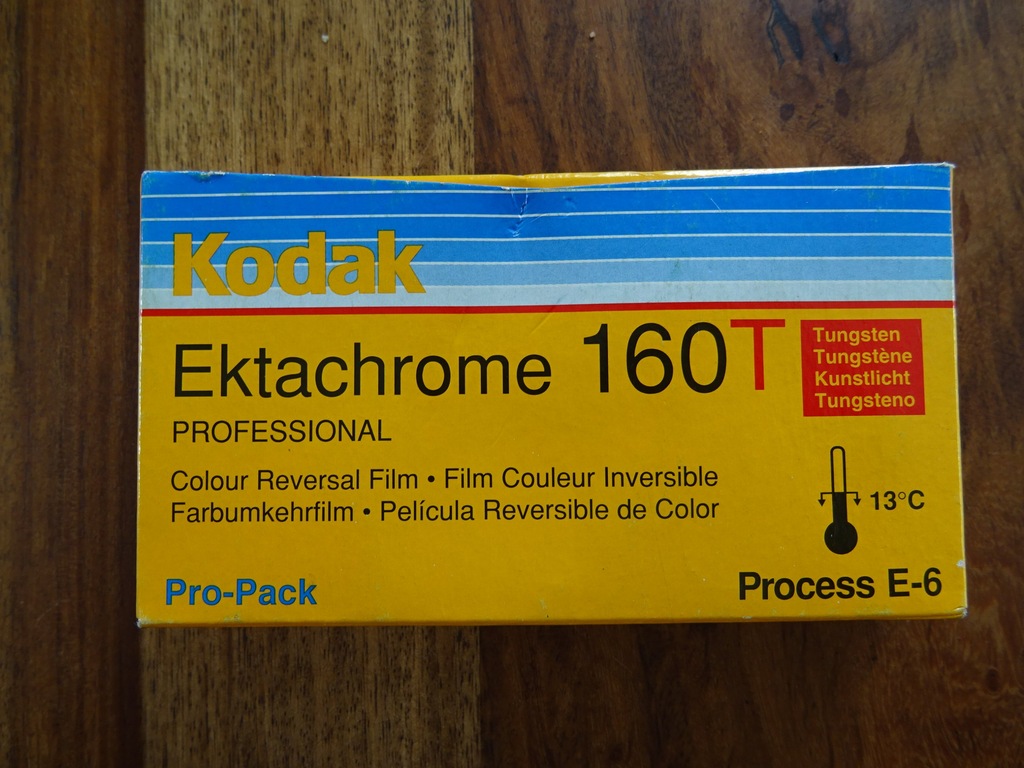 Kodak
Ektachrome 160T
Tungsten
Tungstène
Kunstlicht
Tungsteno
PROFESSIONAL
Colour Reversal Film • Film Couleur Inversible
Farbumkehrfilm • Película Reversible de Color
13°C
Pro-Pack
Process E-6